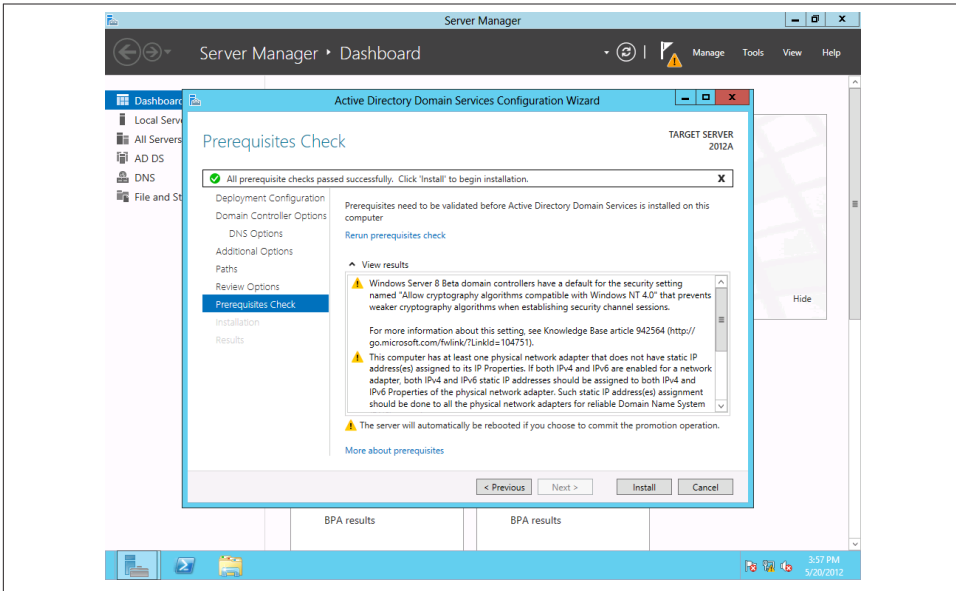 Server Manager
Server Manager • Dashboard
Manage Tools View Help
Dashboard
Local Serve
All Servers
AD DS
DNS
File and St
Active Directory Domain Services Configuration Wizard
Prerequisites Check
TARGET SERVER
2012A
All prerequisite checks passed successfully. Click 'Install' to begin installation.
X
Deployment Configuration
Domain Controller Options
DNS Options
Additional Options
Paths
Review Options
Prerequisites Check
Installation
Results
Prerequisites need to be validated before Active Directory Domain Services is installed on this
computer
Rerun prerequisites check
View results
Windows Server 8 Beta domain controllers have a default for the security setting
named "Allow cryptography algorithms compatible with Windows NT 4.0" that prevents
weaker cryptography algorithms when establishing security channel sessions.
For more information about this setting, see Knowledge Base article 942564 (http://
go.microsoft.com/fwlink/?LinkId=104751).
This computer has at least one physical network adapter that does not have static IP
address(es) assigned to its IP Properties. If both IPv4 and IPv6 are enabled for a network
adapter, both IPv4 and IPv6 static IP addresses should be assigned to both IPv4 and
IPv6 Properties of the physical network adapter. Such static IP address(es) assignment
should be done to all the physical network adapters for reliable Domain Name System
The server will automatically be rebooted if you choose to commit the promotion operation.
More about prerequisites
< Previous
Next >
Install
Cancel
Hide
BPA results
BPA results
3:57 PM
5/20/2012